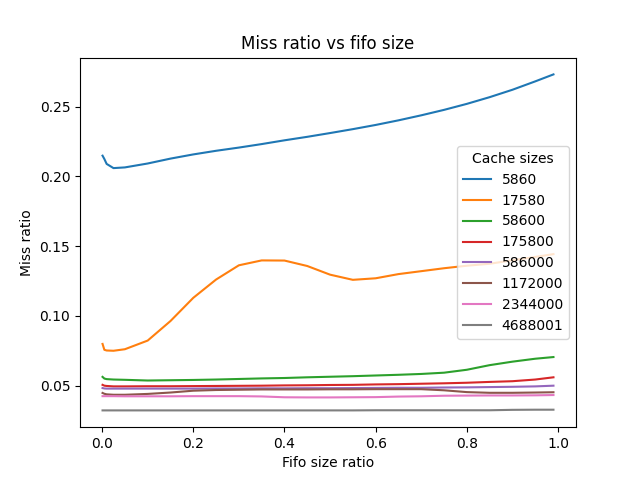 Miss ratio vs fifo size
Miss ratio
0.25
0.20
0.15
0.10
0.05
Cache sizes
5860
17580
58600
175800
586000
1172000
2344000
4688001
0.0 0.2 0.4 0.6 0.8 1.0
Fifo size ratio